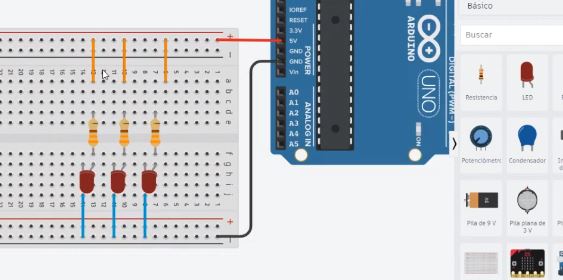 IOREF
RESET
3.3V
5V
GND
GND
Vin
POWER
A0
A1
A2
A3
A4
A5
ANALOG IN
ARDUINO
UNO
ON
DIGITAL (PWM~)
a
b
c
d
e
f
g
h
i
j
Básico
Buscar
Resistencia
LED
Potenciómetro
Condensador
Pila de 9 V
Pila plana de
3 V